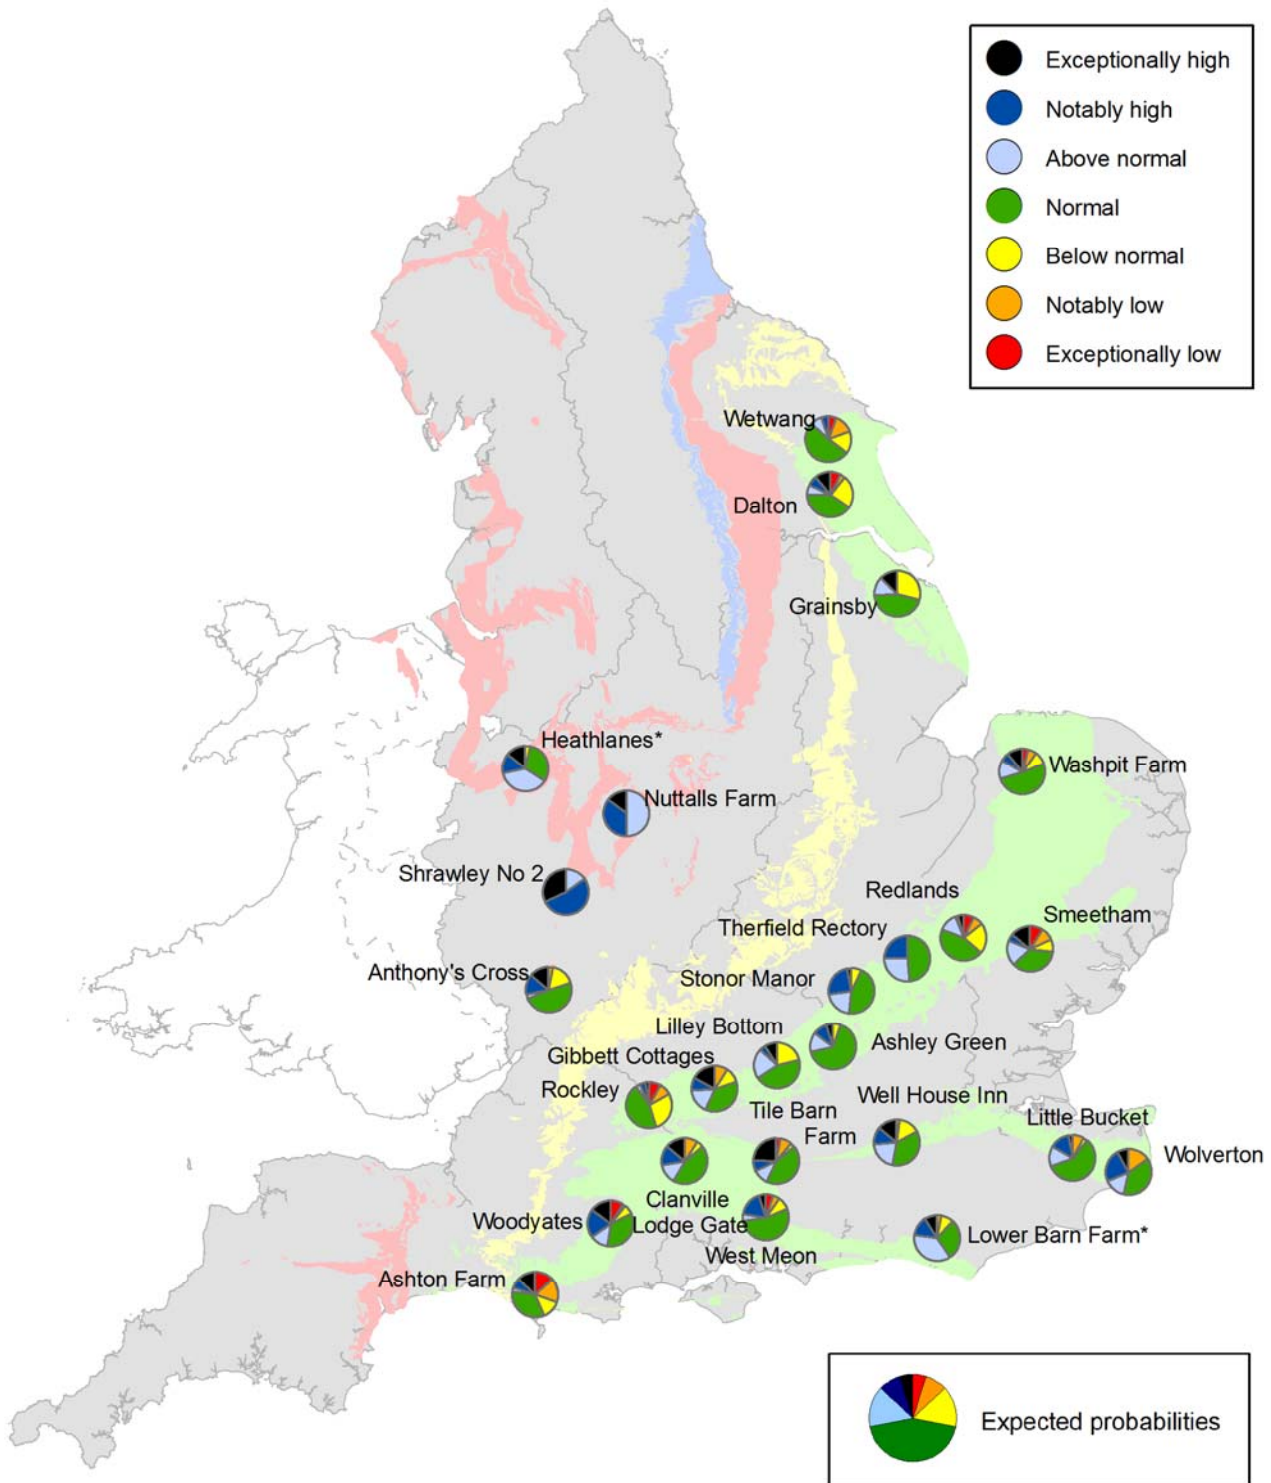 Exceptionally high
Notably high
Above normal
Normal
Below normal
Notably low
Exceptionally low
Wetwang
Dalton
Grainsby
Heathlanes*
Washpit Farm
Nuttalls Farm
Shrawley No 2
Redlands
Smeetham
Therfield Rectory
Anthony's Cross
Stonor Manor
Lilley Bottom
Ashley Green
Gibbett Cottages
Rockley
Well House Inn
Tile Barn
Farm
Little Bucket
Wolverton
Clanville
Lodge Gate
Woodyates
West Meon
Lower Barn Farm*
Ashton Farm
Expected probabilities